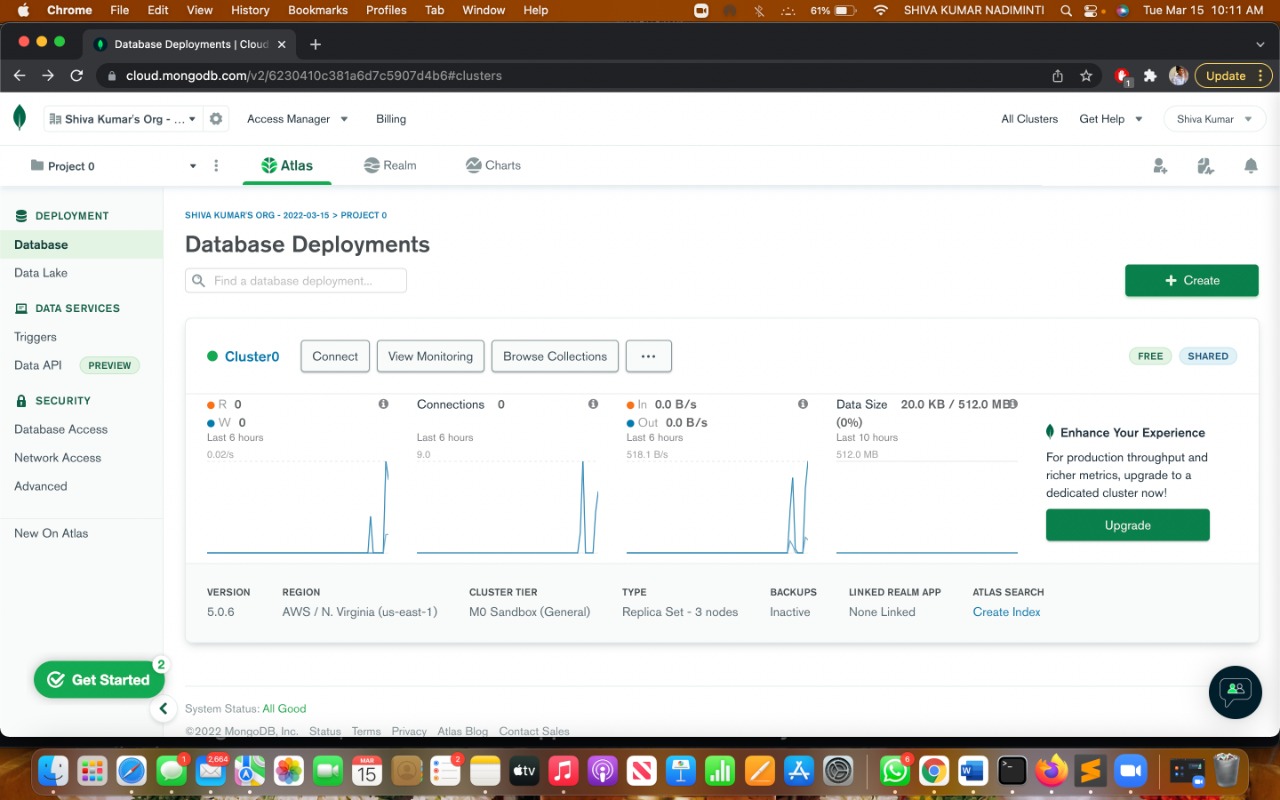 Chrome File Edit View History Bookmarks Profiles Tab Window Help 61% SHIVA KUMAR NADIMINTI Tue Mar 15 10:11 AM
Database Deployments | Cloud
cloud.mongodb.com/v2/6230410c381a6d7c5907d4b6#clusters 1 Update
Shiva Kumar's Org - ... Access Manager Billing All Clusters Get Help Shiva Kumar
Project 0 Atlas Realm Charts
DEPLOYMENT
Database
Data Lake
DATA SERVICES
Triggers
Data API PREVIEW
SECURITY
Database Access
Network Access
Advanced
New On Atlas
Get Started 2
SHIVA KUMAR'S ORG - 2022-03-15 > PROJECT 0
Database Deployments
Find a database deployment...
+ Create
Cluster0 Connect View Monitoring Browse Collections ... FREE SHARED
R 0
W 0
Last 6 hours
0.02/s
Connections 0
Last 6 hours
9.0
In 0.0 B/s
Out 0.0 B/s
Last 6 hours
518.1 B/s
Data Size 20.0 KB / 512.0 MB
(0%)
Last 10 hours
512.0 MB
Enhance Your Experience
For production throughput and
richer metrics, upgrade to a
dedicated cluster now!
Upgrade
VERSION REGION CLUSTER TIER TYPE BACKUPS LINKED REALM APP ATLAS SEARCH
5.0.6 AWS / N. Virginia (us-east-1) M0 Sandbox (General) Replica Set - 3 nodes Inactive None Linked Create Index
System Status: All Good
©2022 MongoDB, Inc. Status Terms Privacy Atlas Blog Contact Sales
1 2,664 MAR 15 2 tv 6